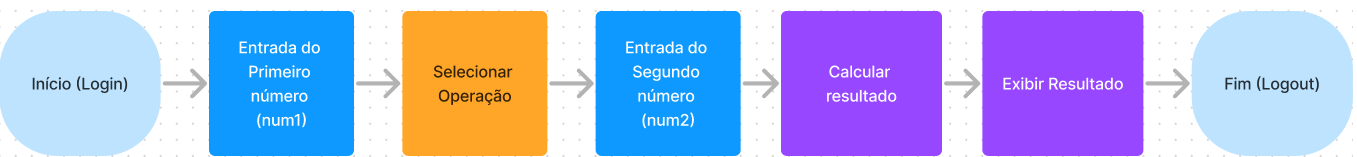 Início (Login)
Entrada do
Primeiro
número
(num1)
Selecionar
Operação
Entrada do
Segundo
número
(num2)
Calcular
resultado
Exibir Resultado
Fim (Logout)